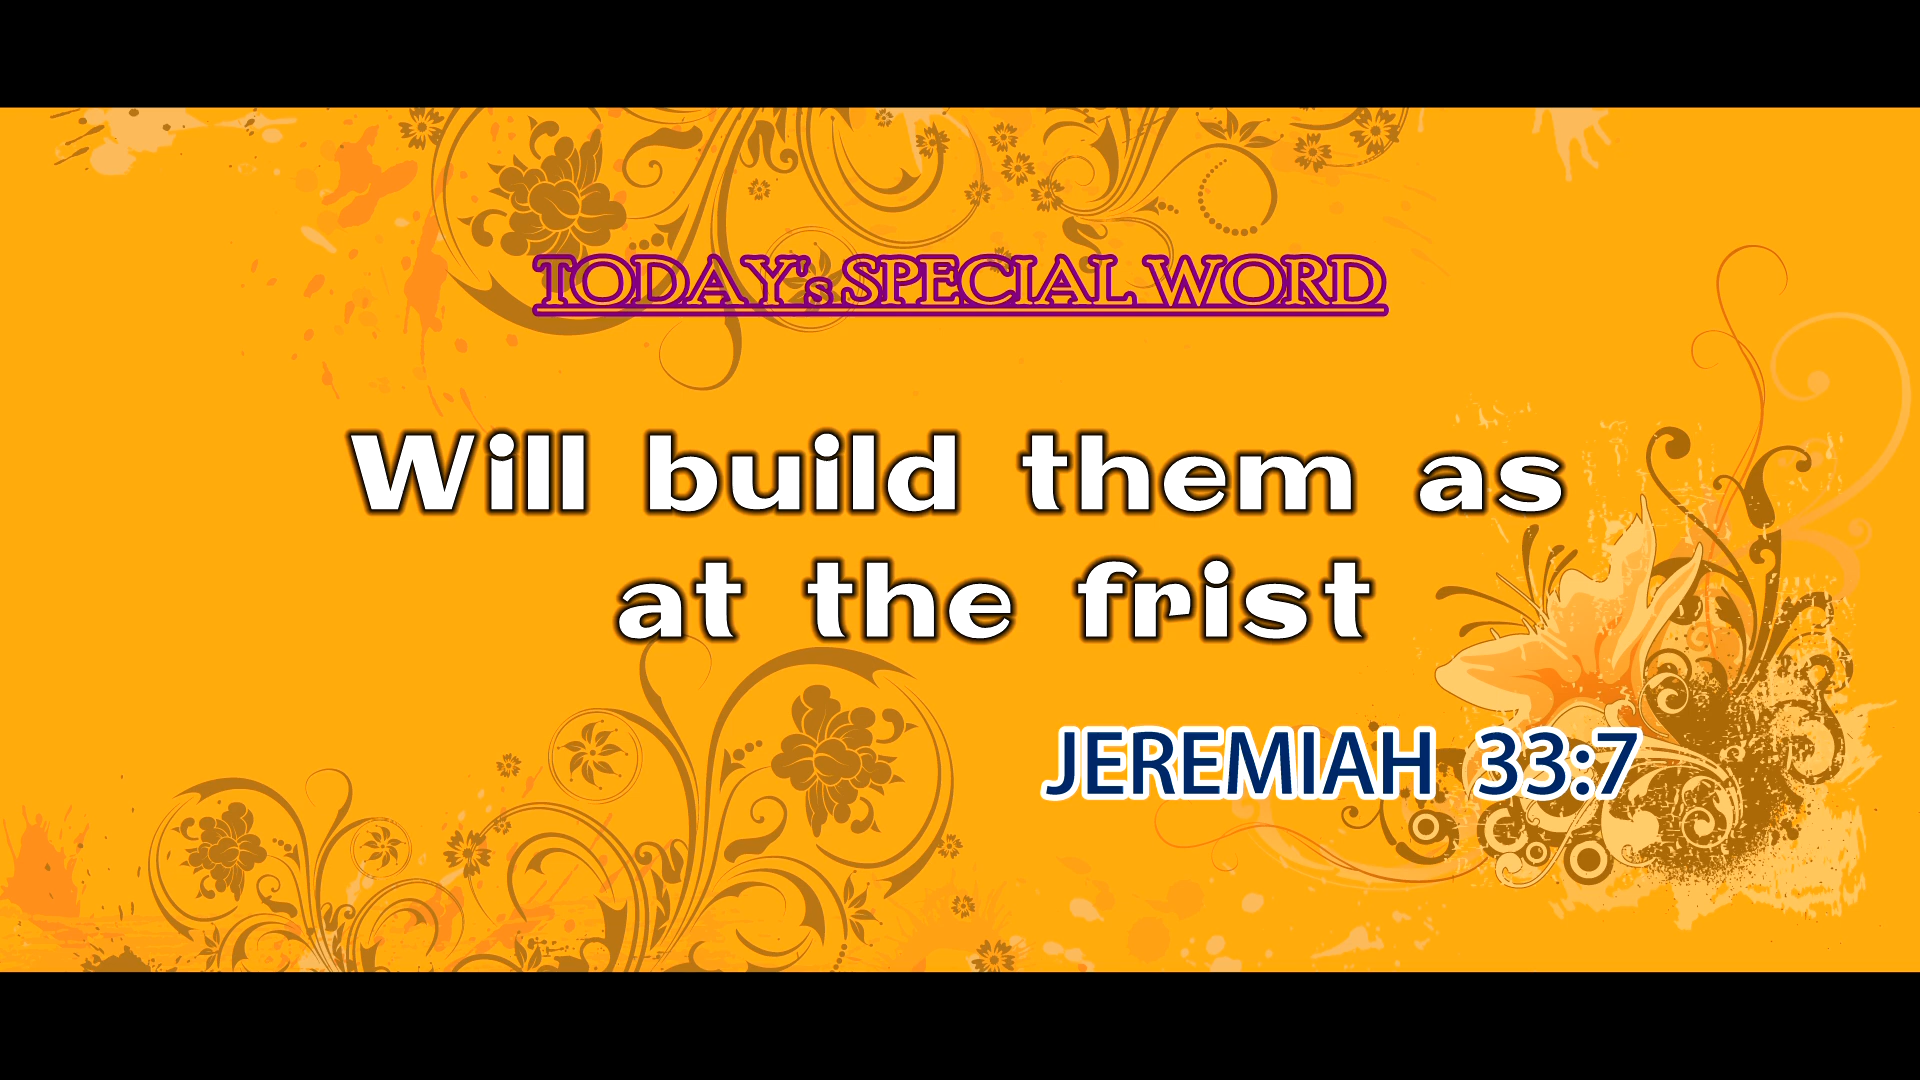 TODAY's SPECIAL WORD
Will build them as
at the frist
JEREMIAH 33:7